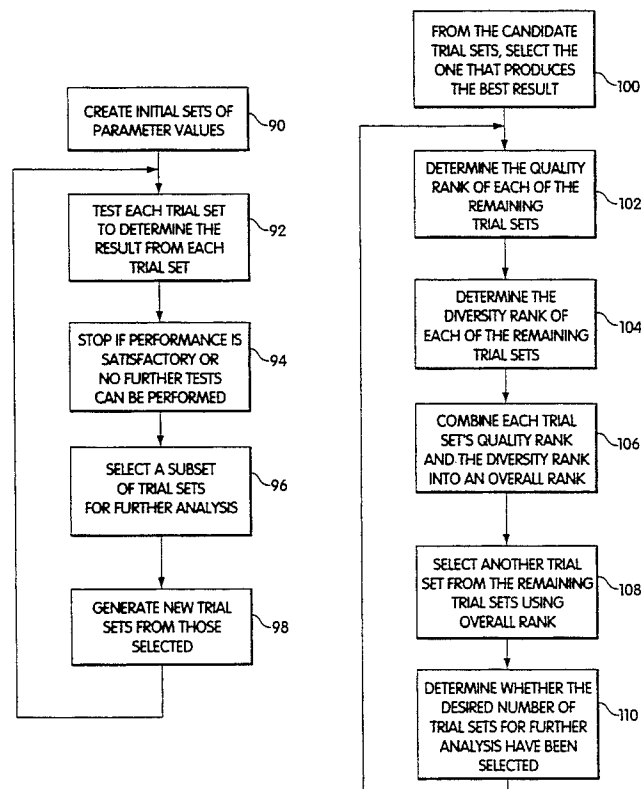 CREATE INITIAL SETS OF
PARAMETER VALUES
90
TEST EACH TRIAL SET
TO DETERMINE THE
RESULT FROM EACH
TRIAL SET
92
STOP IF PERFORMANCE IS
SATISFACTORY OR
NO FURTHER TESTS
CAN BE PERFORMED
94
SELECT A SUBSET
OF TRIAL SETS
FOR FURTHER ANALYSIS
96
GENERATE NEW TRIAL
SETS FROM THOSE
SELECTED
98
FROM THE CANDIDATE
TRIAL SETS, SELECT THE
ONE THAT PRODUCES
THE BEST RESULT
100
DETERMINE THE QUALITY
RANK OF EACH OF THE
REMAINING
TRIAL SETS
102
DETERMINE THE
DIVERSITY RANK OF
EACH OF THE REMAINING
TRIAL SETS
104
COMBINE EACH TRIAL
SET'S QUALITY RANK
AND THE DIVERSITY RANK
INTO AN OVERALL RANK
106
SELECT ANOTHER TRIAL
SET FROM THE REMAINING
TRIAL SETS USING
OVERALL RANK
108
DETERMINE WHETHER THE
DESIRED NUMBER OF
TRIAL SETS FOR FURTHER
ANALYSIS HAVE BEEN
SELECTED
110